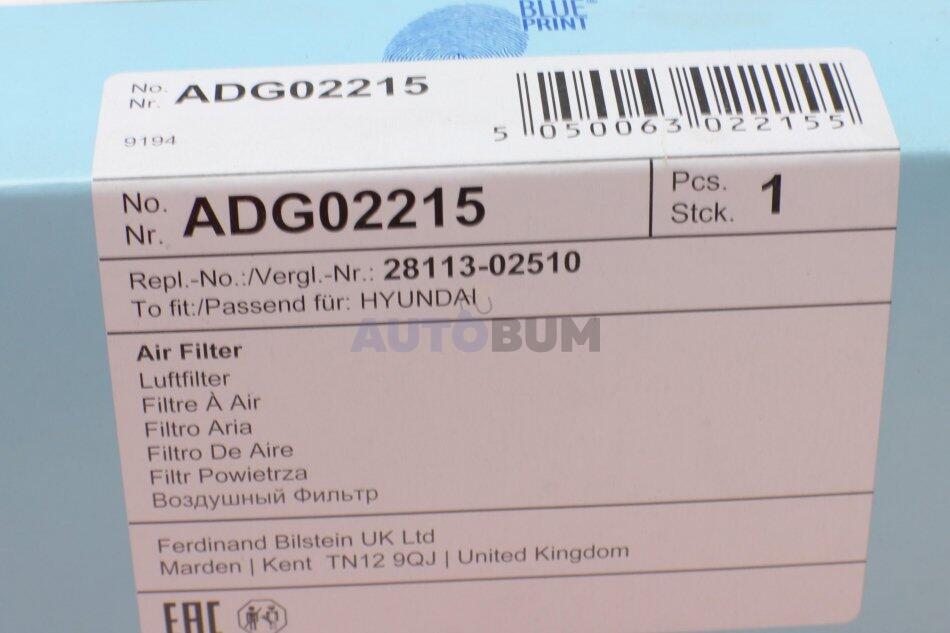 BLUE
PRINT
No. ADG02215
Nr.
9194
5 050063 022155
No. ADG02215
Nr.
Pcs. 1
Stck.
Repl.-No.:/Vergl.-Nr.: 28113-02510
To fit:/Passend für: HYUNDAI
AUTOBUM
Air Filter
Luftfilter
Filtre À Air
Filtro Aria
Filtro De Aire
Filtr Powietrza
Воздушный Фильтр
Ferdinand Bilstein UK Ltd
Marden | Kent TN12 9QJ | United Kingdom
EAC